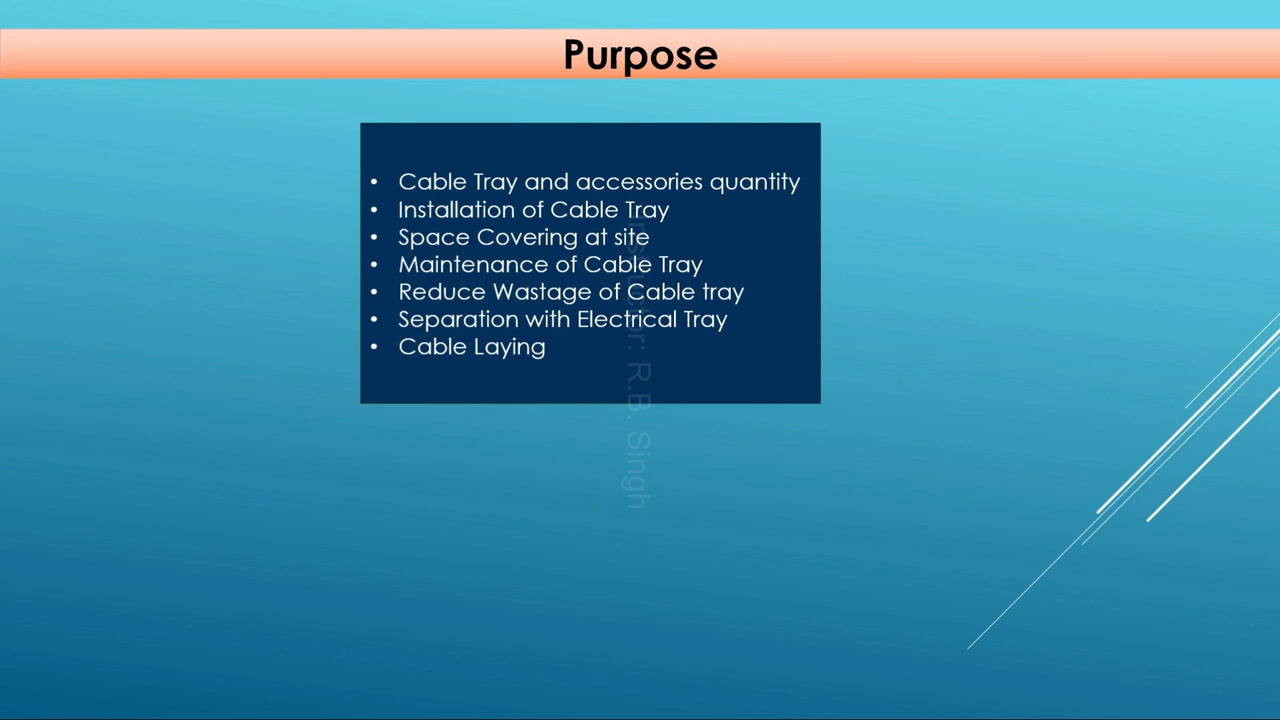 Purpose
• Cable Tray and accessories quantity
• Installation of Cable Tray
• Space Covering at site
• Maintenance of Cable Tray
• Reduce Wastage of Cable tray
• Separation with Electrical Tray
• Cable Laying
R.B. Singh